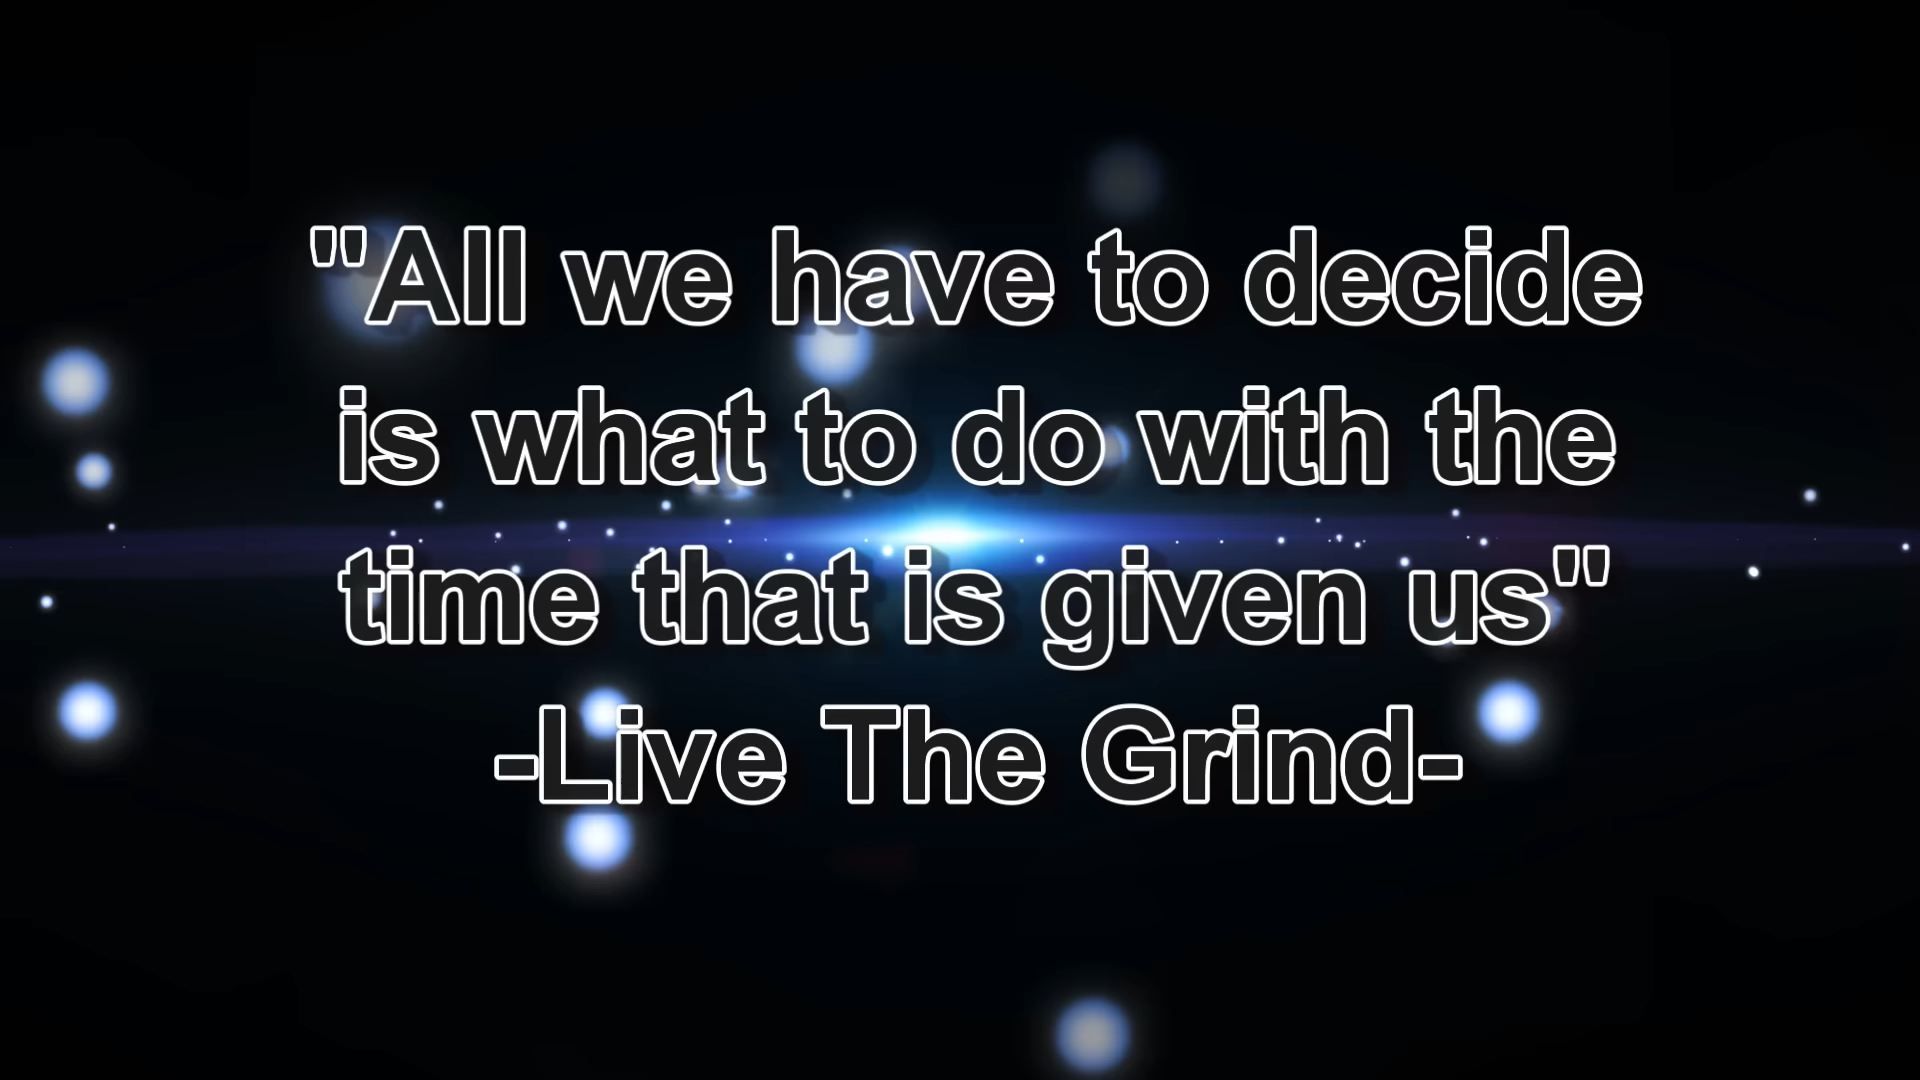 "All we have to decide
is what to do with the
time that is given us"
-Live The Grind-